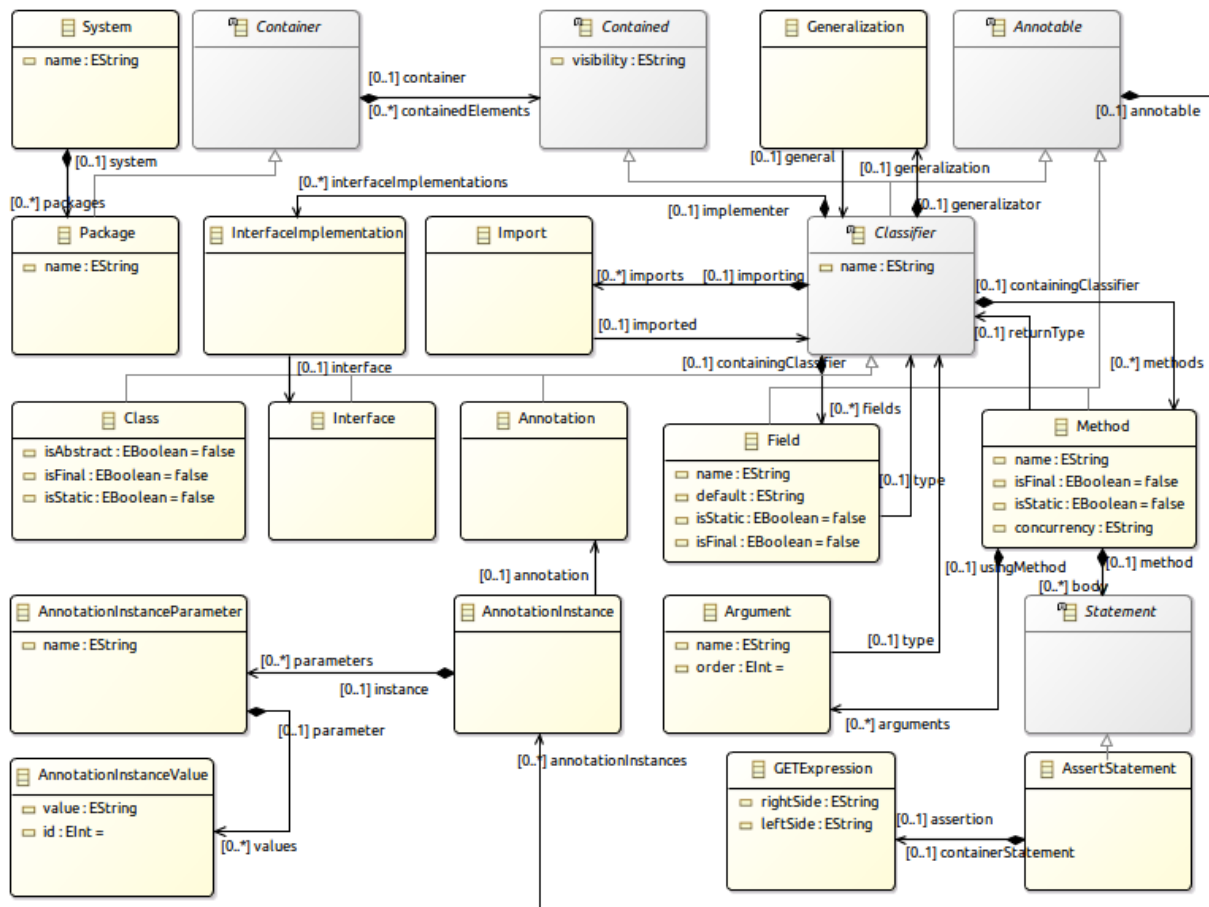 System
name : EString
Container
Contained
visibility : EString
Generalization
Annotable
[0..1] container
[0..*] containedElements
[0..1] annotable
[0..1] system
[0..*] packages
[0..1] general
[0..1] generalization
[0..1] generalizator
[0..*] interfaceImplementations
[0..1] implementer
Package
name : EString
InterfaceImplementation
Import
Classifier
name : EString
[0..*] imports
[0..1] importing
[0..1] imported
[0..1] containingClassifier
[0..1] returnType
[0..*] methods
[0..1] interface
[0..1] containingClassifier
[0..*] fields
Class
isAbstract : EBoolean = false
isFinal : EBoolean = false
isStatic : EBoolean = false
Interface
Annotation
Field
name : EString
default : EString
isStatic : EBoolean = false
isFinal : EBoolean = false
[0..1] type
Method
name : EString
isFinal : EBoolean = false
isStatic : EBoolean = false
concurrency : EString
[0..1] annotation
[0..1] usingMethod
[0..1] method
[0..*] body
AnnotationInstanceParameter
name : EString
AnnotationInstance
Argument
name : EString
order : EInt =
Statement
[0..1] type
[0..*] parameters
[0..1] instance
[0..1] parameter
[0..*] arguments
[0..*] annotationInstances
AnnotationInstanceValue
value : EString
id : EInt =
[0..*] values
GETExpression
rightSide : EString
leftSide : EString
AssertStatement
[0..1] assertion
[0..1] containerStatement